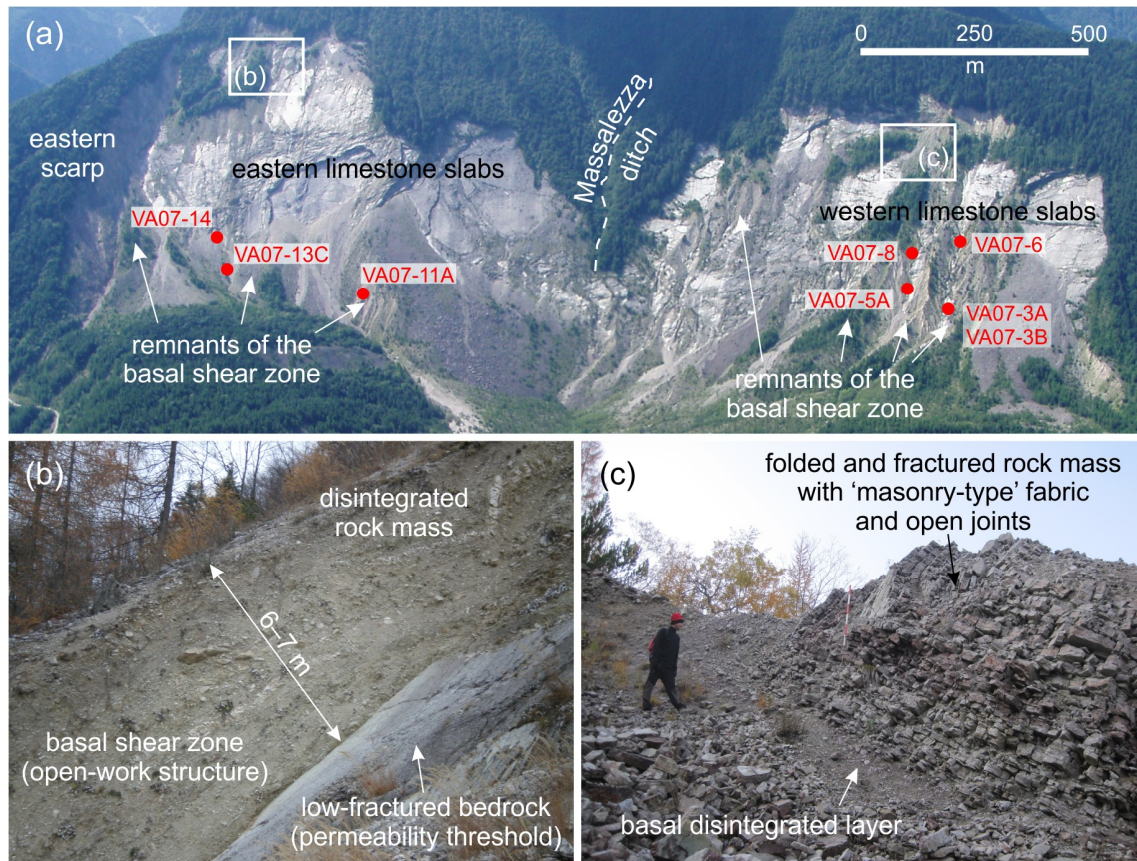 (a)
0 250 500
m
(b)
eastern
scarp
eastern limestone slabs
Massalezza
ditch
(c)
western limestone slabs
VA07-14
VA07-13C
VA07-11A
VA07-8
VA07-6
VA07-5A
VA07-3A
VA07-3B
remnants of the
basal shear zone
remnants of the
basal shear zone
(b)
disintegrated
rock mass
6–7 m
basal shear zone
(open-work structure)
low-fractured bedrock
(permeability threshold)
(c)
folded and fractured rock mass
with ‘masonry-type’ fabric
and open joints
basal disintegrated layer